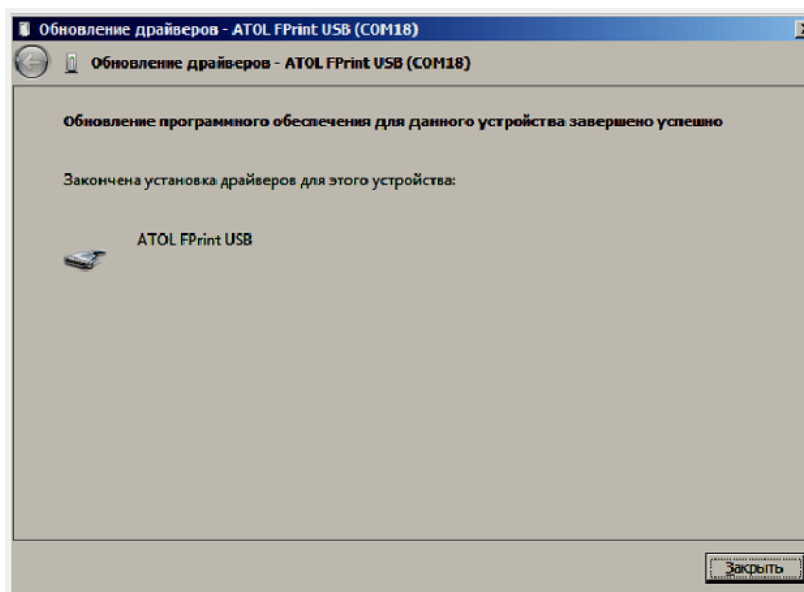 Обновление драйверов - ATOL FPrint USB (COM18)
Обновление драйверов - ATOL FPrint USB (COM18)
Обновление программного обеспечения для данного устройства завершено успешно
Закончена установка драйверов для этого устройства:
ATOL FPrint USB
Закрыть